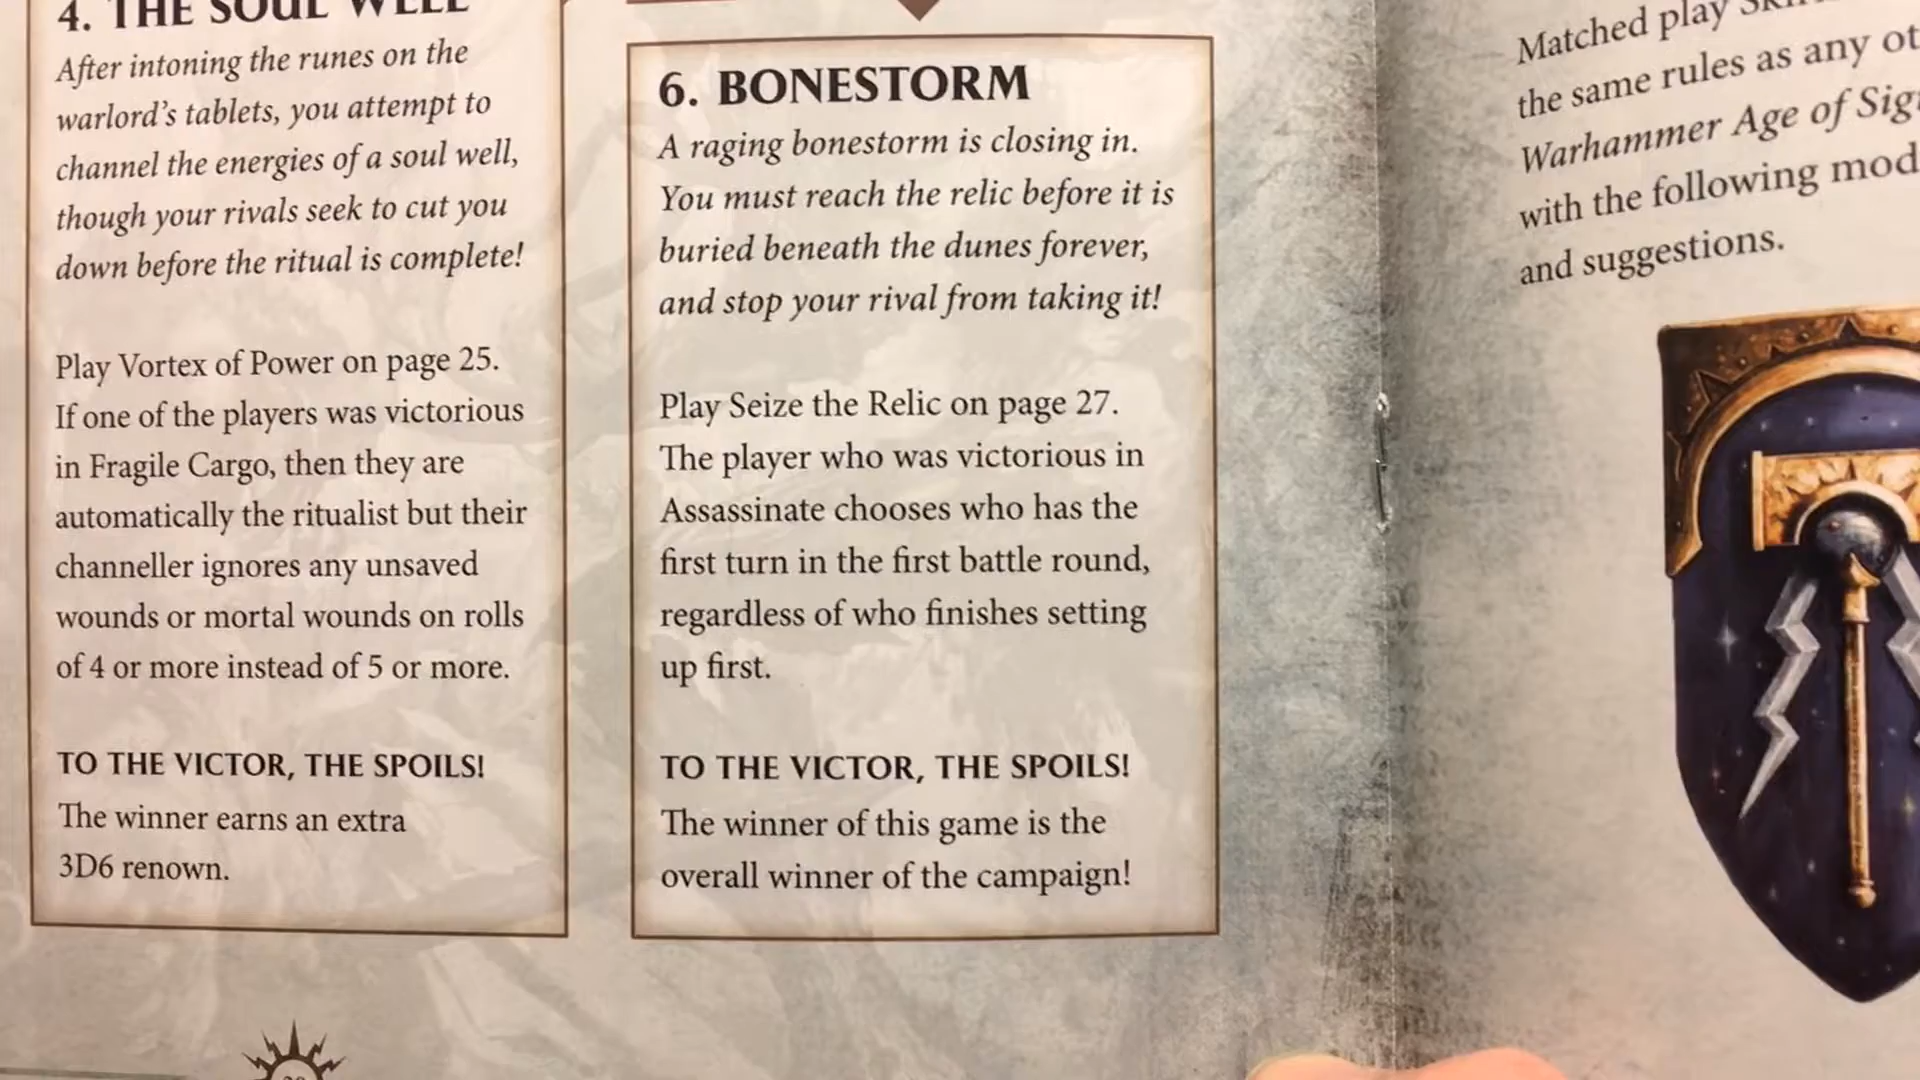 4. THE SOUL WELL
After intoning the runes on the
warlord's tablets, you attempt to
channel the energies of a soul well,
though your rivals seek to cut you
down before the ritual is complete!
Play Vortex of Power on page 25.
If one of the players was victorious
in Fragile Cargo, then they are
automatically the ritualist but their
channeller ignores any unsaved
wounds or mortal wounds on rolls
of 4 or more instead of 5 or more.
TO THE VICTOR, THE SPOILS!
The winner earns an extra
3D6 renown.
6. BONESTORM
A raging bonestorm is closing in.
You must reach the relic before it is
buried beneath the dunes forever,
and stop your rival from taking it!
Play Seize the Relic on page 27.
The player who was victorious in
Assassinate chooses who has the
first turn in the first battle round,
regardless of who finishes setting
up first.
TO THE VICTOR, THE SPOILS!
The winner of this game is the
overall winner of the campaign!
Matched play
the same rules as any
Warhammer Age of
with the following
and suggestions.